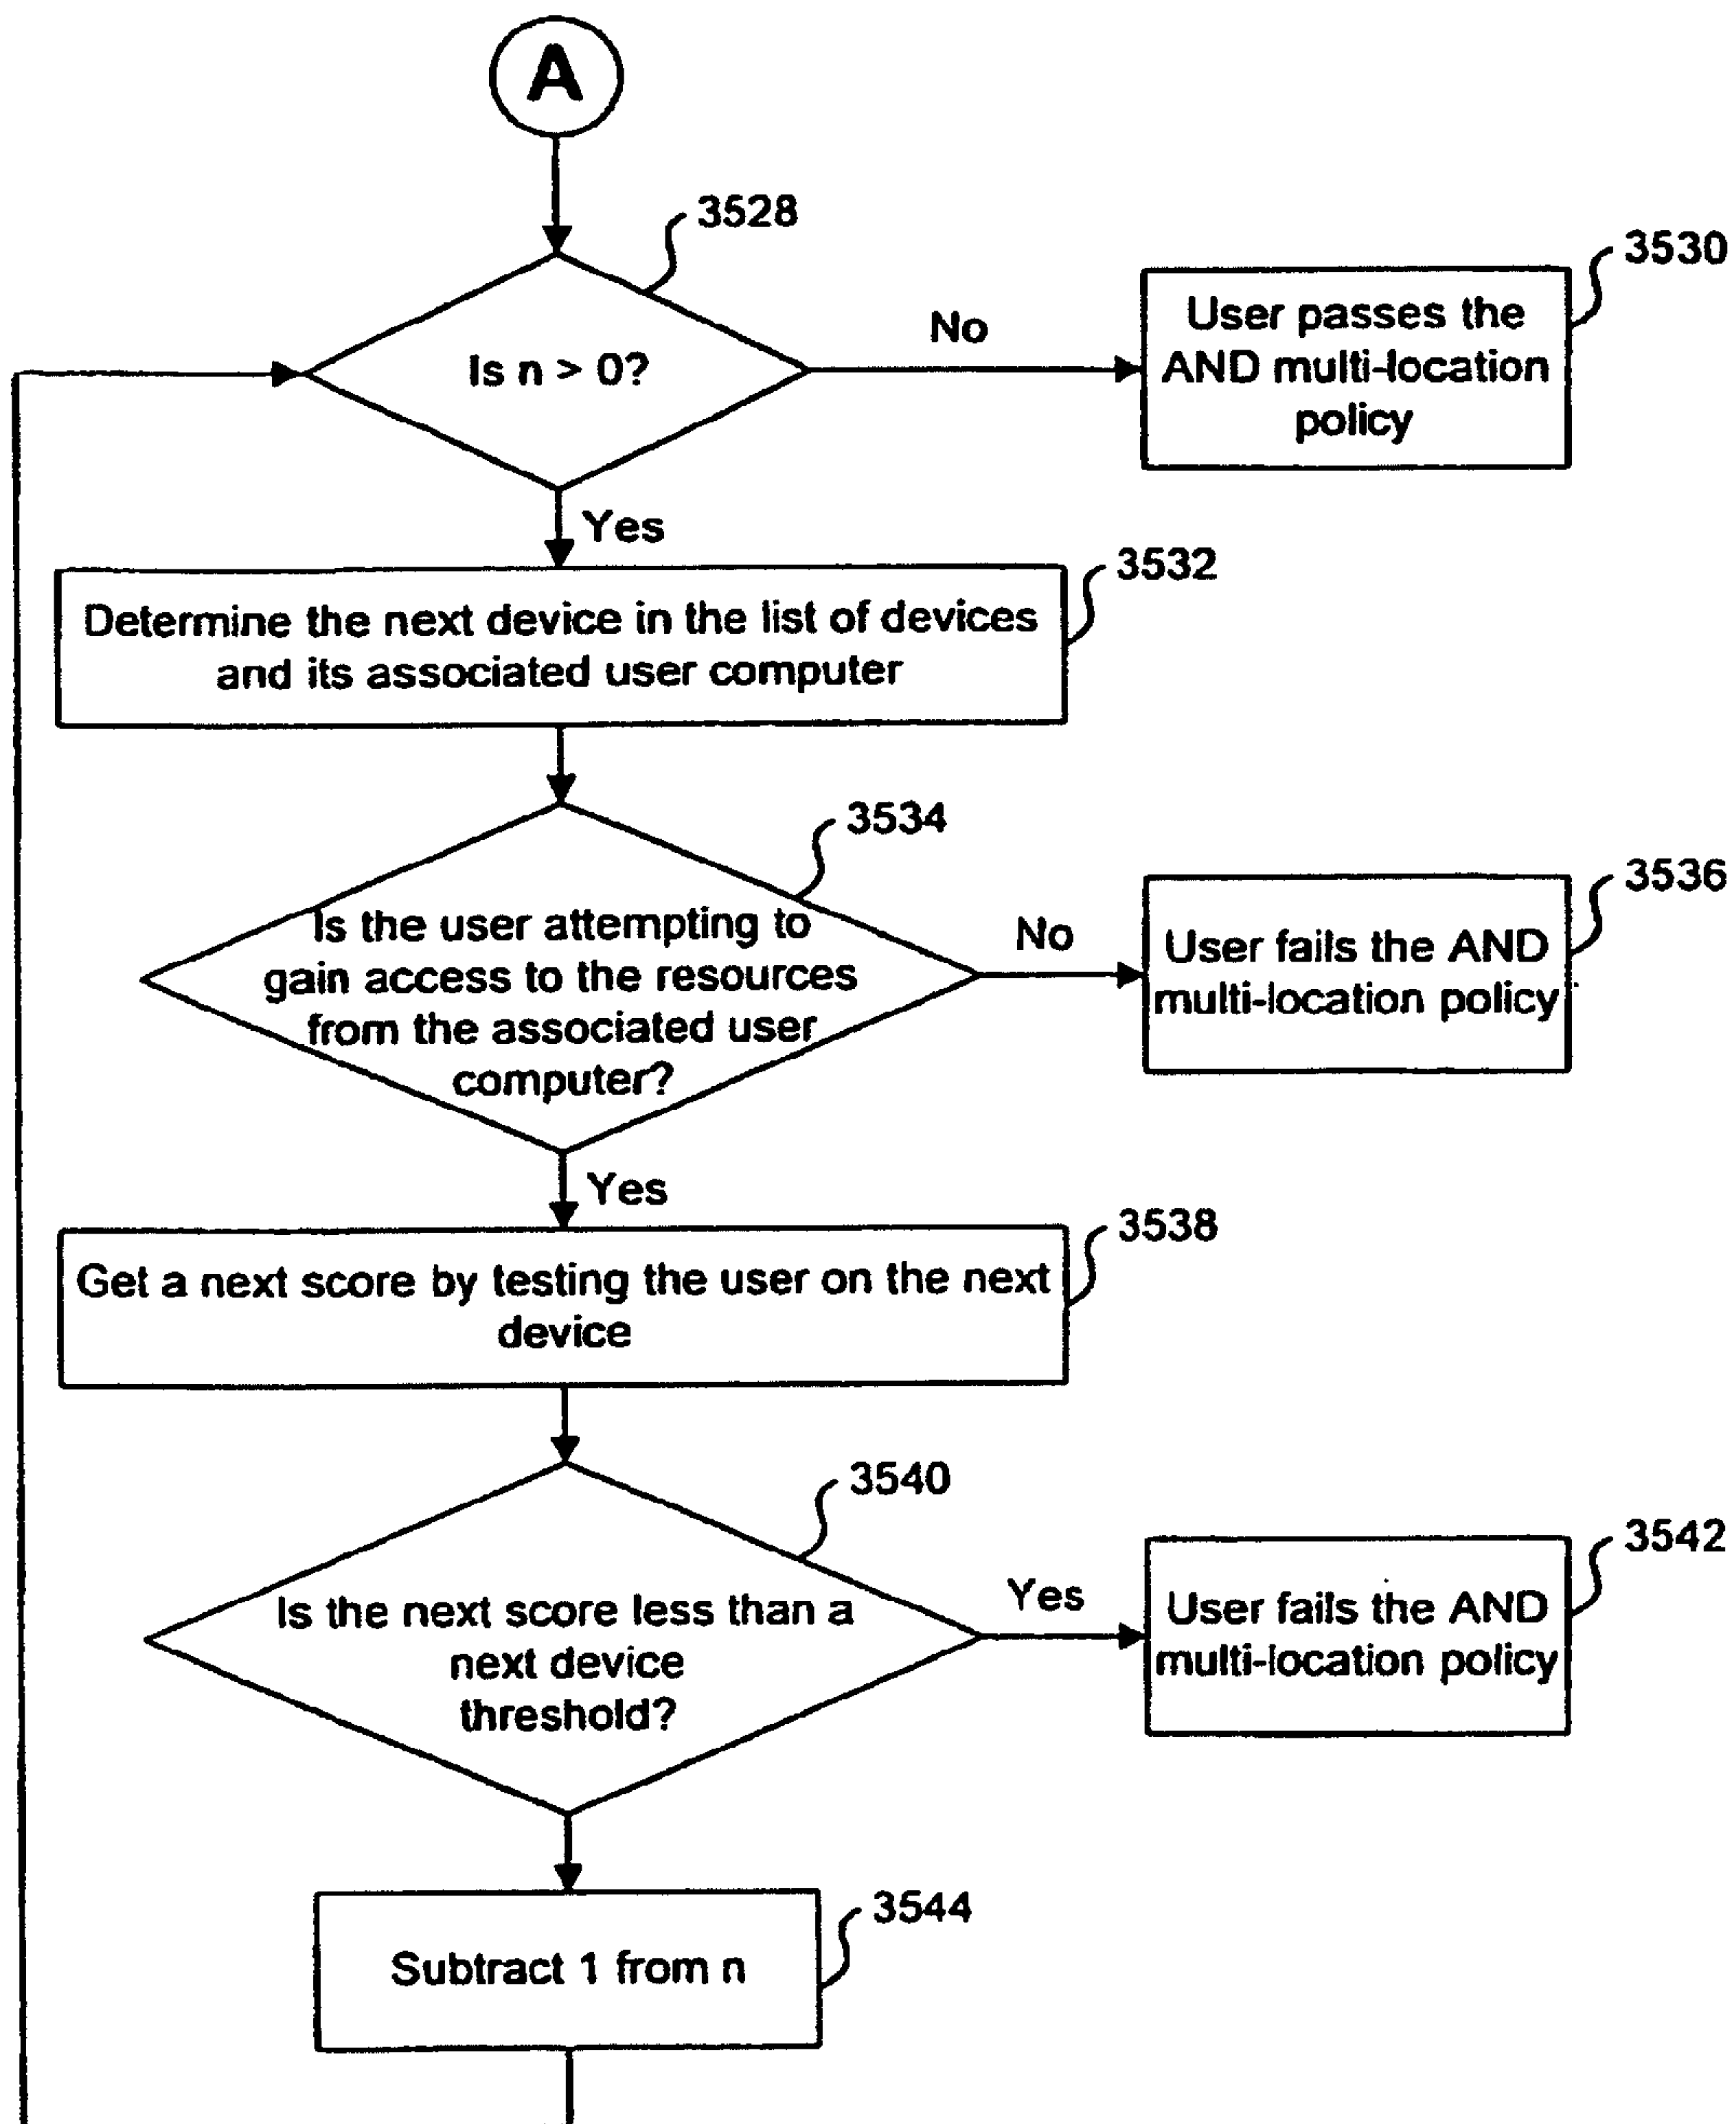 A
3528
Is n > 0?
No
3530
User passes the
AND multi-location
policy
Yes
3532
Determine the next device in the list of devices
and its associated user computer
3534
Is the user attempting to
gain access to the resources
from the associated user
computer?
No
3536
User fails the AND
multi-location policy
Yes
3538
Get a next score by testing the user on the next
device
3540
Is the next score less than a
next device
threshold?
Yes
3542
User fails the AND
multi-location policy
3544
Subtract 1 from n